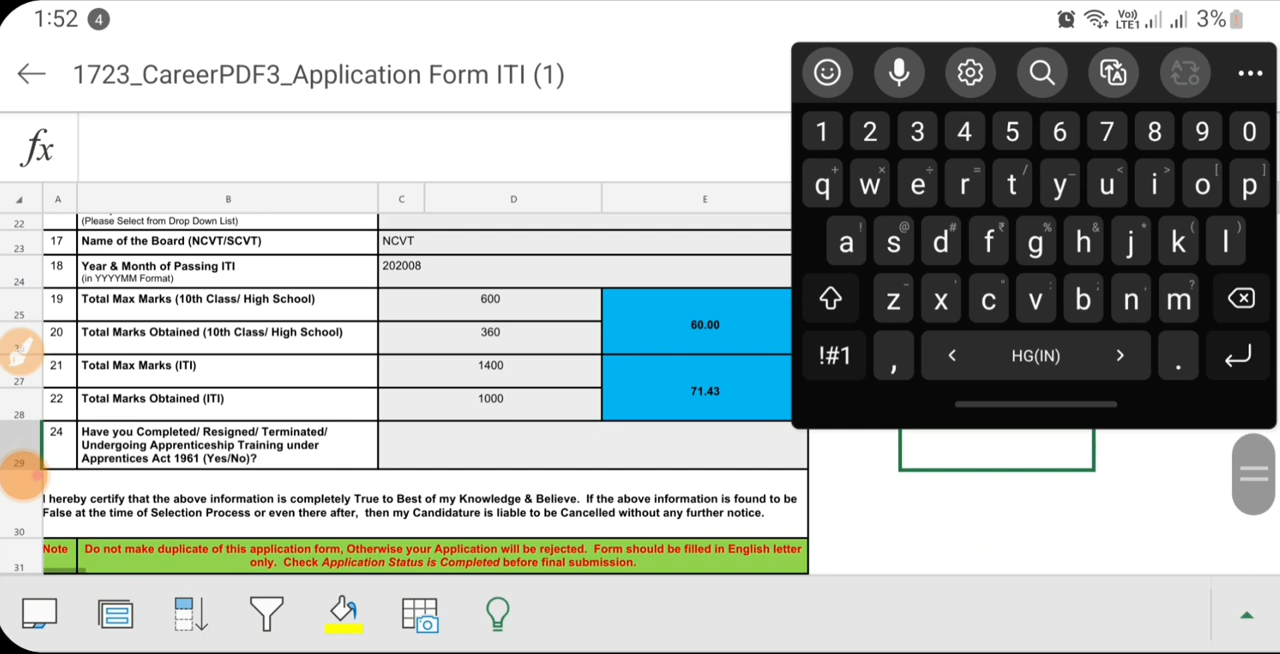 1:52 4 Vo)) LTE1 3%
1723_CareerPDF3_Application Form ITI (1)
fx
A B C D E
22 (Please Select from Drop Down List)
23 17 Name of the Board (NCVT/SCVT) NCVT
24 18 Year & Month of Passing ITI 202008
(in YYYYMM Format)
25 19 Total Max Marks (10th Class/ High School) 600
60.00
20 Total Marks Obtained (10th Class/ High School) 360
27 21 Total Max Marks (ITI) 1400
71.43
28 22 Total Marks Obtained (ITI) 1000
29 24 Have you Completed/ Resigned/ Terminated/
Undergoing Apprenticeship Training under
Apprentices Act 1961 (Yes/No)?
30 I hereby certify that the above information is completely True to Best of my Knowledge & Believe. If the above information is found to be
False at the time of Selection Process or even there after, then my Candidature is liable to be Cancelled without any further notice.
31 Note Do not make duplicate of this application form, Otherwise your Application will be rejected. Form should be filled in English letter
only. Check Application Status is Completed before final submission.
1 2 3 4 5 6 7 8 9 0
q w e r t y u i o p
a s d f g h j k l
z x c v b n m
!#1 , < HG(IN) > .